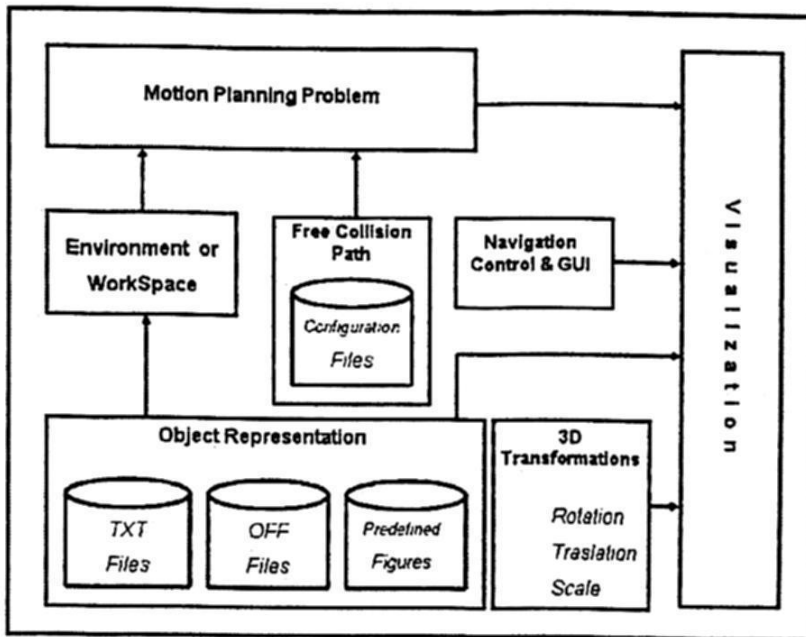 Motion Planning Problem
Environment or
WorkSpace
Free Collision
Path
Configuration
Files
Navigation
Control & GUI
Visualization
Object Representation
TXT
Files
OFF
Files
Predefined
Figures
3D
Transformations
Rotation
Traslation
Scale